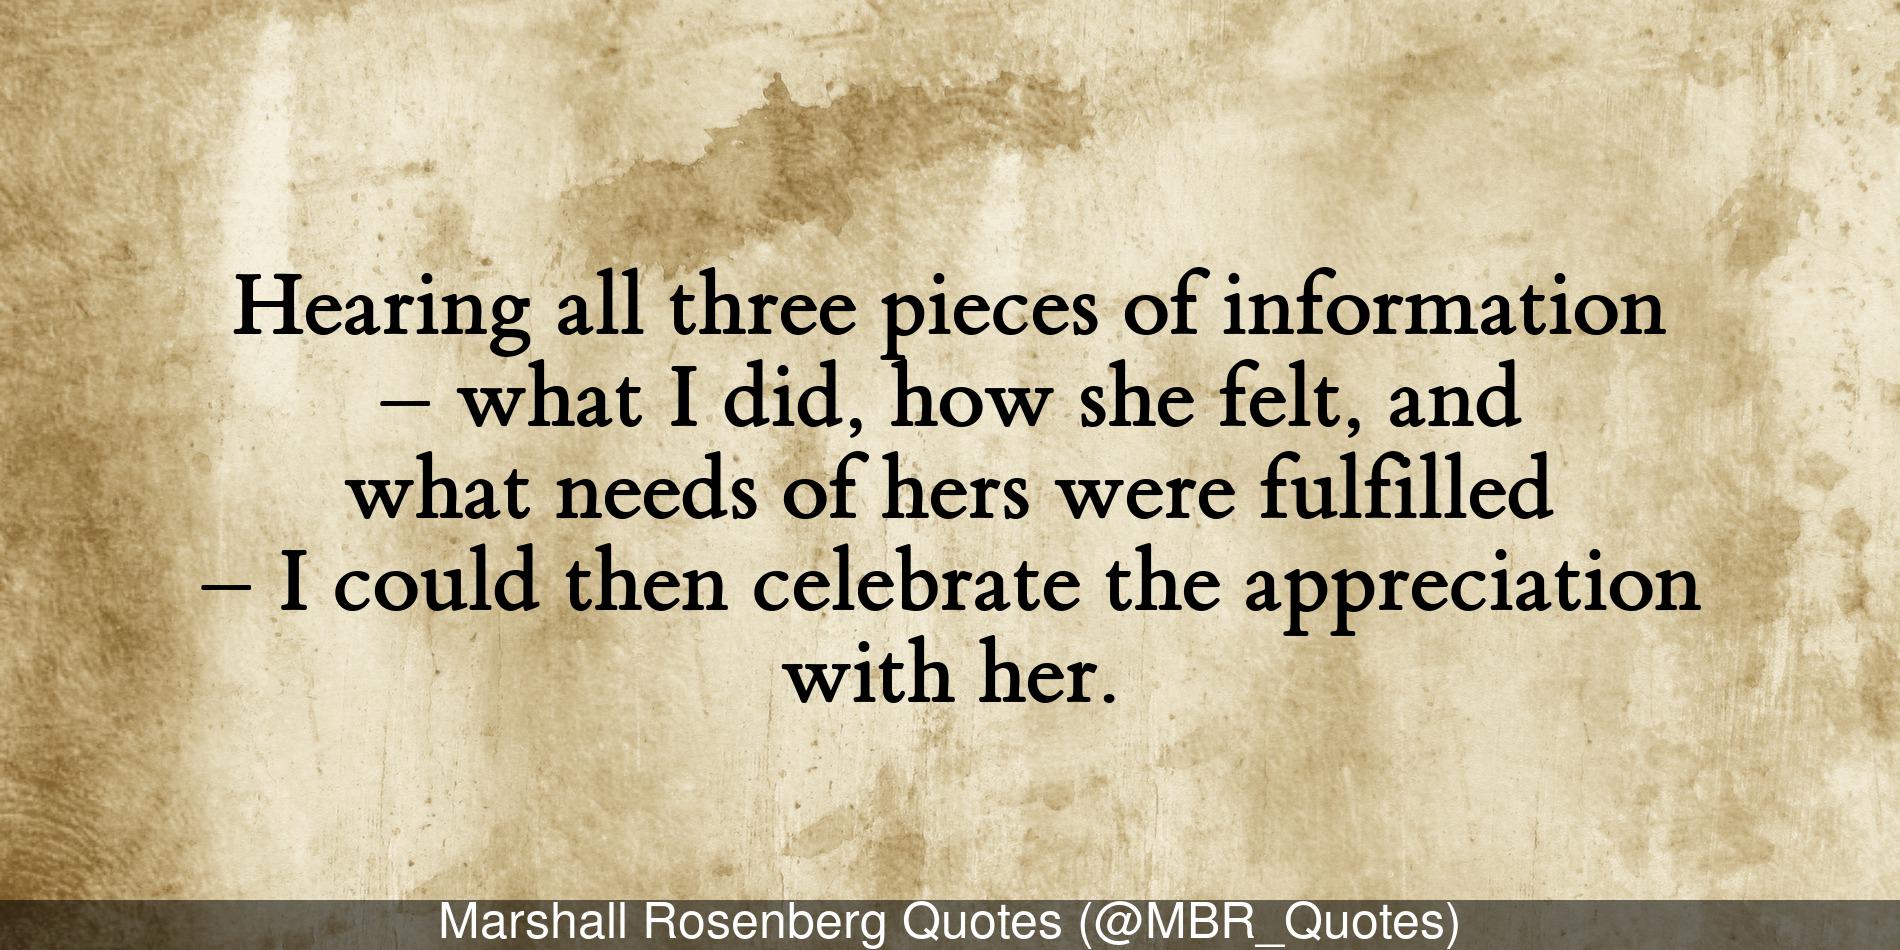 Hearing all three pieces of information
– what I did, how she felt, and
what needs of hers were fulfilled
– I could then celebrate the appreciation
with her.
Marshall Rosenberg Quotes (@MBR_Quotes)